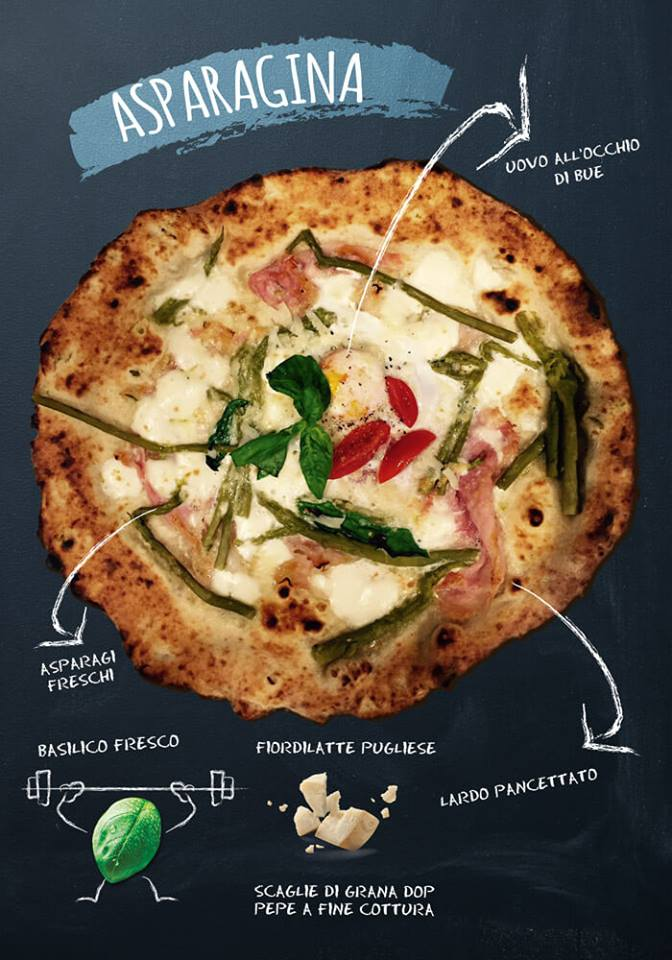 ASPARAGINA
UOVO ALL'OCCHIO
DI BUE
ASPARAGI
FRESCHI
BASILICO FRESCO
FIORDILATTE PUGLIESE
LARDO PANCETTATO
SCAGLIE DI GRANA DOP
PEPE A FINE COTTURA